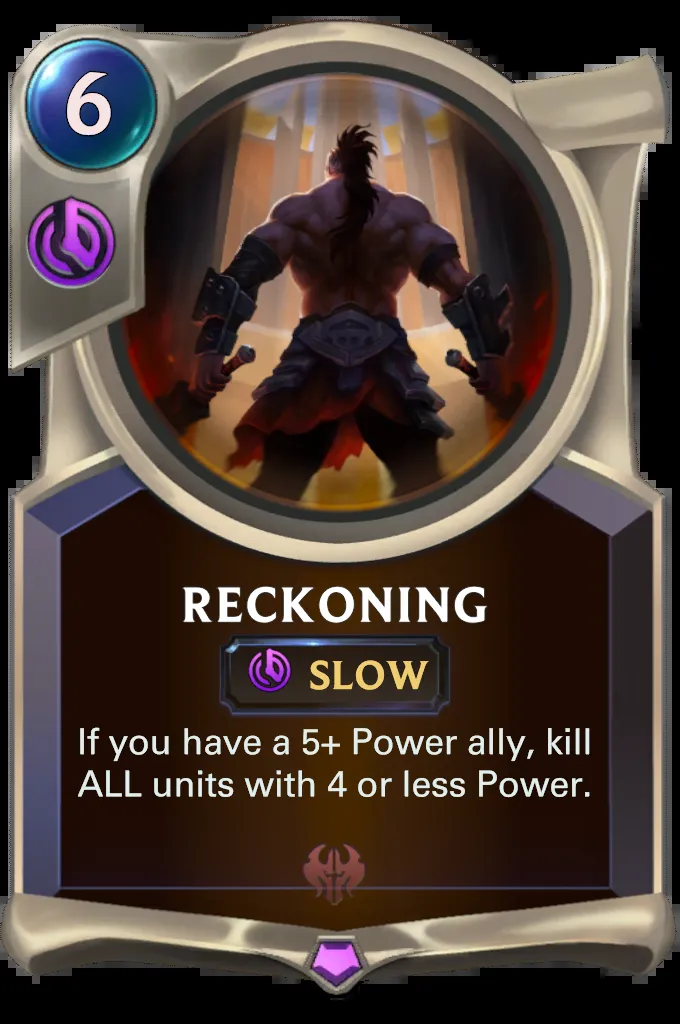 6
RECKONING
SLOW
If you have a 5+ Power ally, kill
ALL units with 4 or less Power.